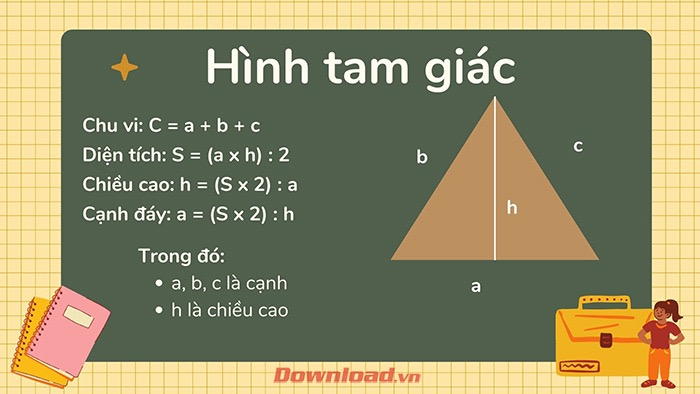 Hình tam giác
Chu vi: C = a + b + c
Diện tích: S = (a x h) : 2
Chiều cao: h = (S x 2) : a
Cạnh đáy: a = (S x 2) : h
Trong đó:
• a, b, c là cạnh
• h là chiều cao
b
c
h
a
Download.vn